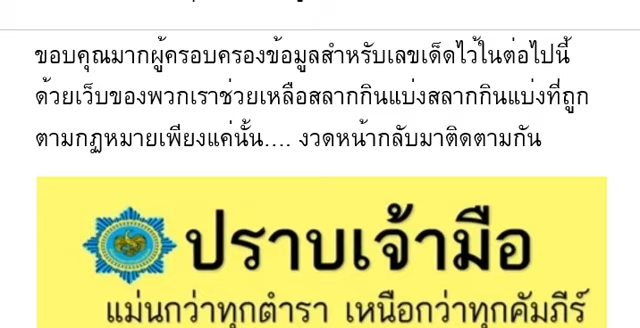 ขอบคุณมากผู้ครอบครองข้อมูลสำหรับเลขเด็ดไว้ในต่อไปนี้
ด้วยเว็บของพวกเราช่วยเหลือสลากกินแบ่งสลากกินแบ่งที่ถูก
ตามกฏหมายเพียงแค่นั้น.... งวดหน้ากลับมาติดตามกัน
ปราบเจ้ามือ
แม่นกว่าทุกตำรา เหนือกว่าทุกคัมภีร์